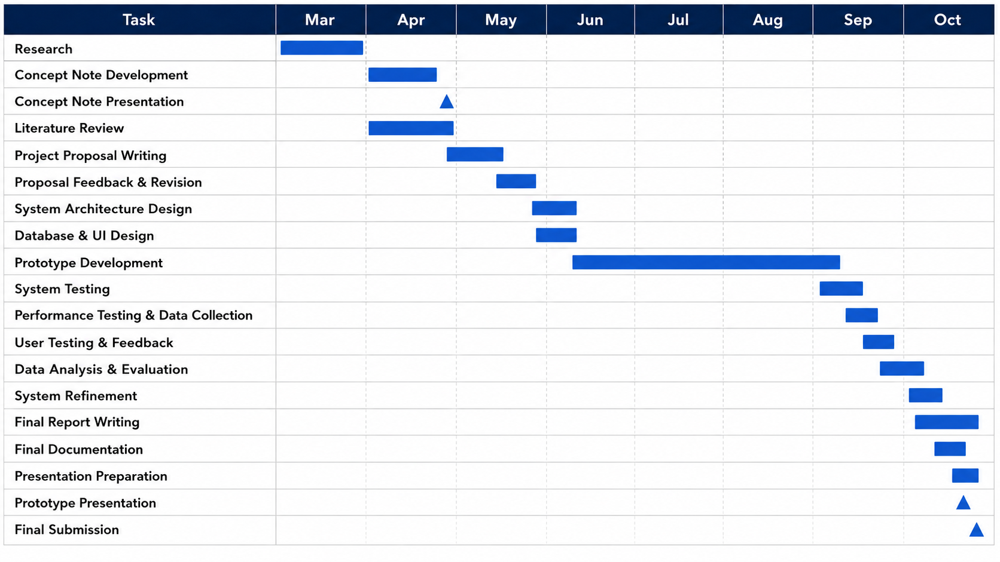 Task Mar Apr May Jun Jul Aug Sep Oct
Research
Concept Note Development
Concept Note Presentation
Literature Review
Project Proposal Writing
Proposal Feedback & Revision
System Architecture Design
Database & UI Design
Prototype Development
System Testing
Performance Testing & Data Collection
User Testing & Feedback
Data Analysis & Evaluation
System Refinement
Final Report Writing
Final Documentation
Presentation Preparation
Prototype Presentation
Final Submission